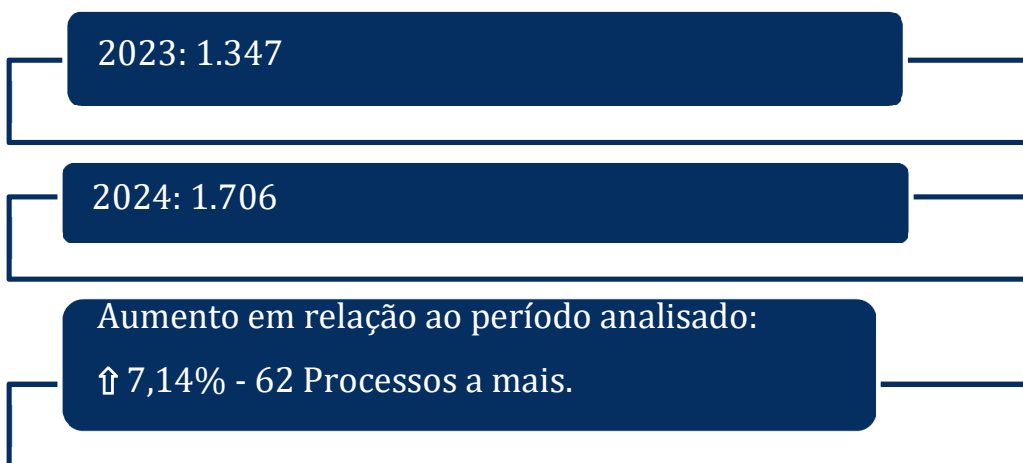 2023: 1.347
2024: 1.706
Aumento em relação ao período analisado:
⇧ 7,14% - 62 Processos a mais.